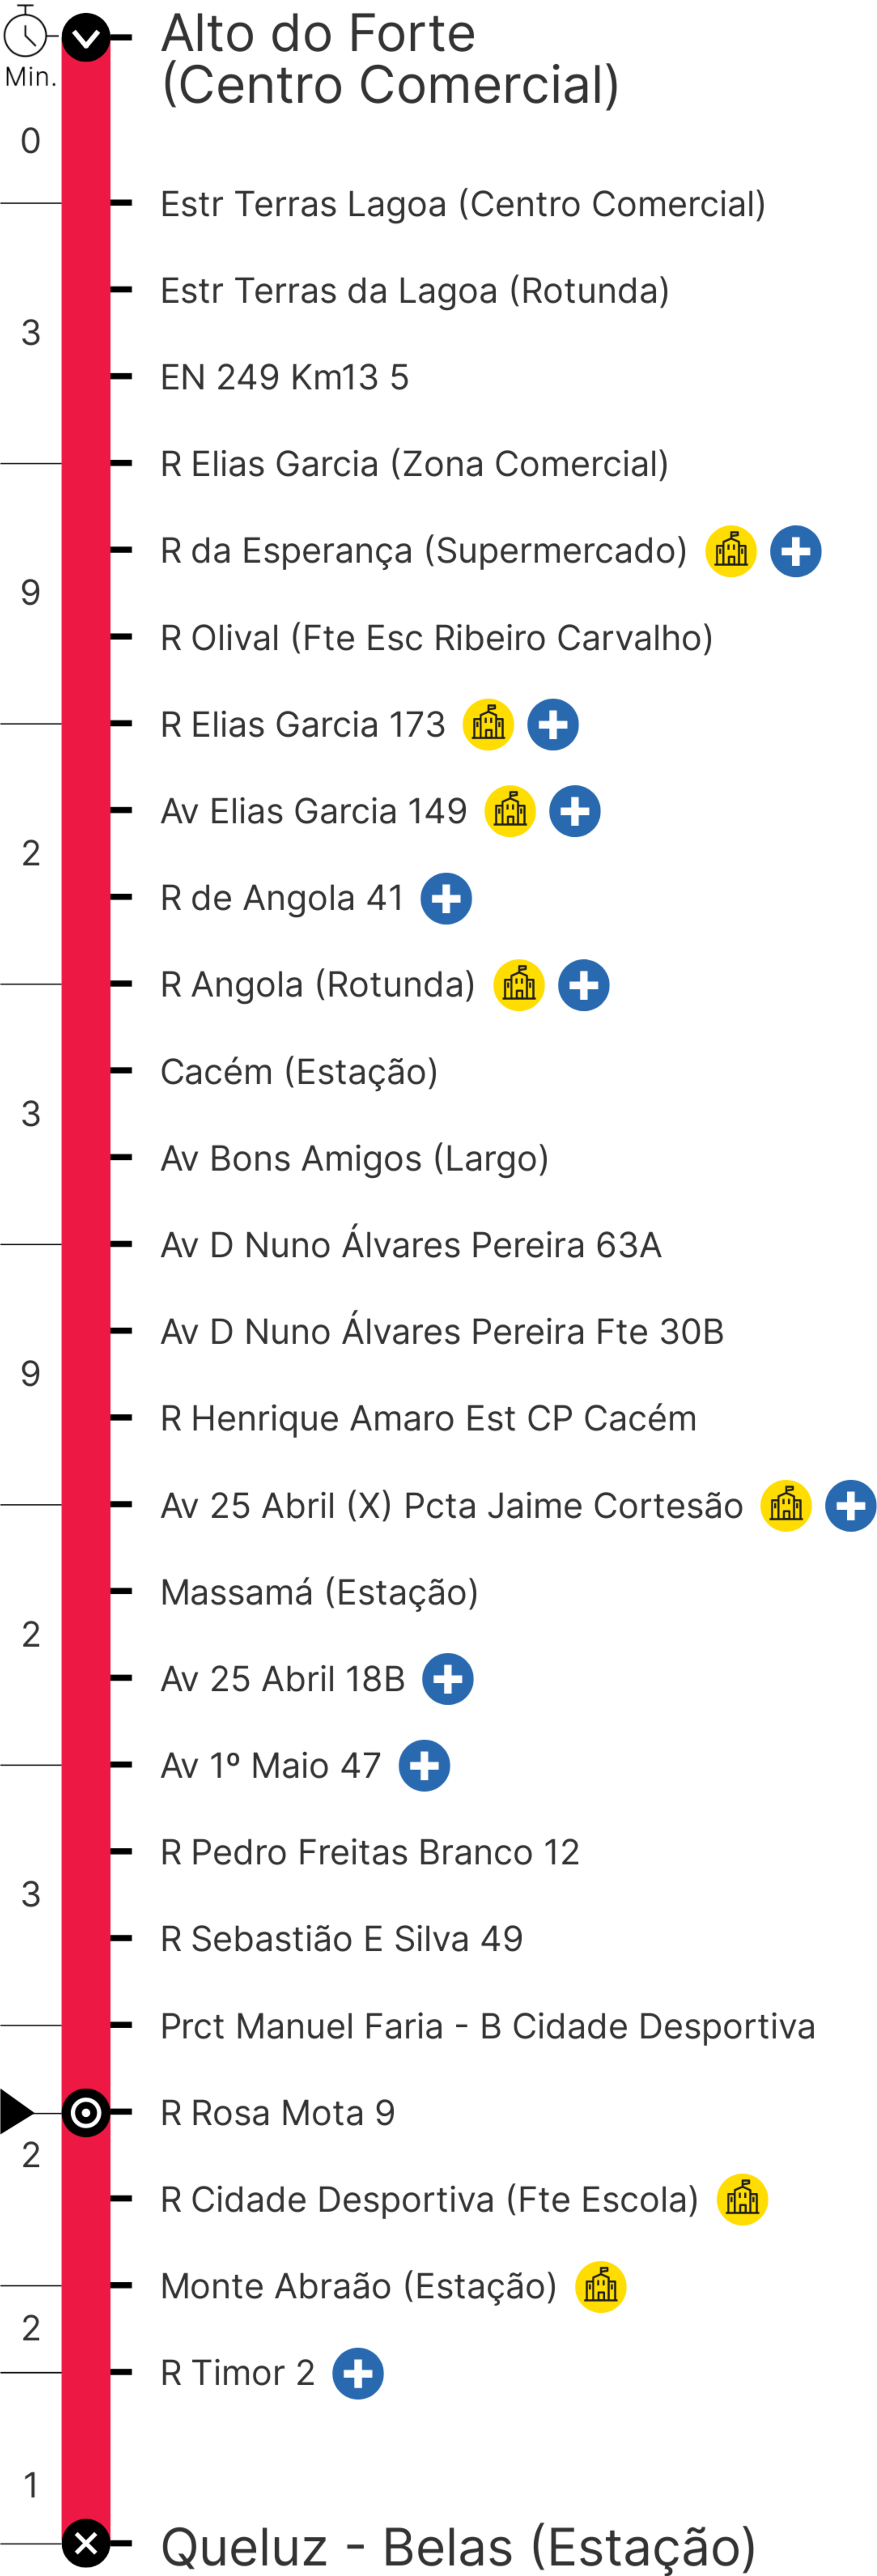 Min.
Alto do Forte
(Centro Comercial)
0
Estr Terras Lagoa (Centro Comercial)
Estr Terras da Lagoa (Rotunda)
3
EN 249 Km13 5
R Elias Garcia (Zona Comercial)
R da Esperança (Supermercado)
9
R Olival (Fte Esc Ribeiro Carvalho)
R Elias Garcia 173
Av Elias Garcia 149
2
R de Angola 41
R Angola (Rotunda)
Cacém (Estação)
3
Av Bons Amigos (Largo)
Av D Nuno Álvares Pereira 63A
Av D Nuno Álvares Pereira Fte 30B
9
R Henrique Amaro Est CP Cacém
Av 25 Abril (X) Pcta Jaime Cortesão
Massamá (Estação)
2
Av 25 Abril 18B
Av 1º Maio 47
R Pedro Freitas Branco 12
3
R Sebastião E Silva 49
Prct Manuel Faria - B Cidade Desportiva
R Rosa Mota 9
2
R Cidade Desportiva (Fte Escola)
Monte Abraão (Estação)
2
R Timor 2
1
Queluz - Belas (Estação)